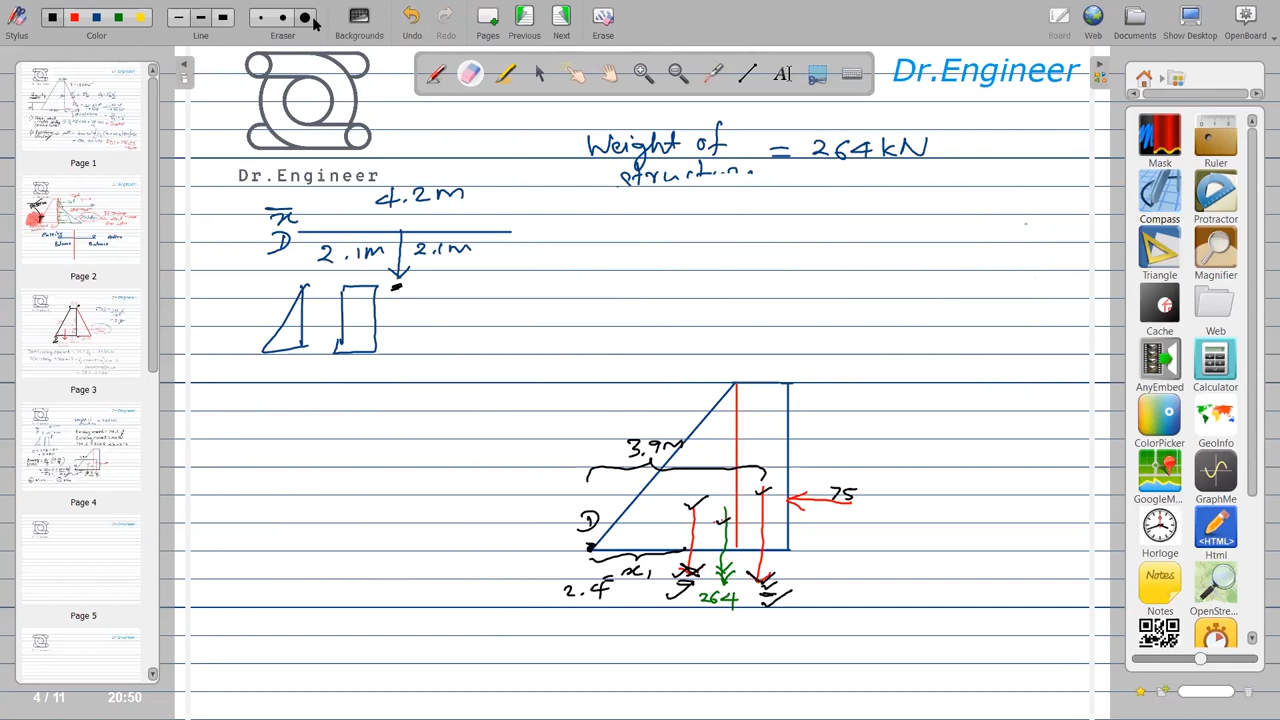 Stylus
Color
Line
Eraser
Backgrounds
Undo
Redo
Pages
Previous
Next
Erase
Board
Web
Documents
Show Desktop
OpenBoard
Dr.Engineer
Dr.Engineer
Weight of = 264 kN
4.2m
x̄
D
2.1m 2.1m
3.9m
75
D
x1
2.4
264
Page 1
Page 2
Page 3
Page 4
Page 5
4 / 11
20:50
Mask
Ruler
Compass
Protractor
Triangle
Magnifier
Cache
Web
AnyEmbed
Calculator
ColorPicker
GeoInfo
GoogleM...
GraphMe
Horloge
Html
Notes
Notes
OpenStre...